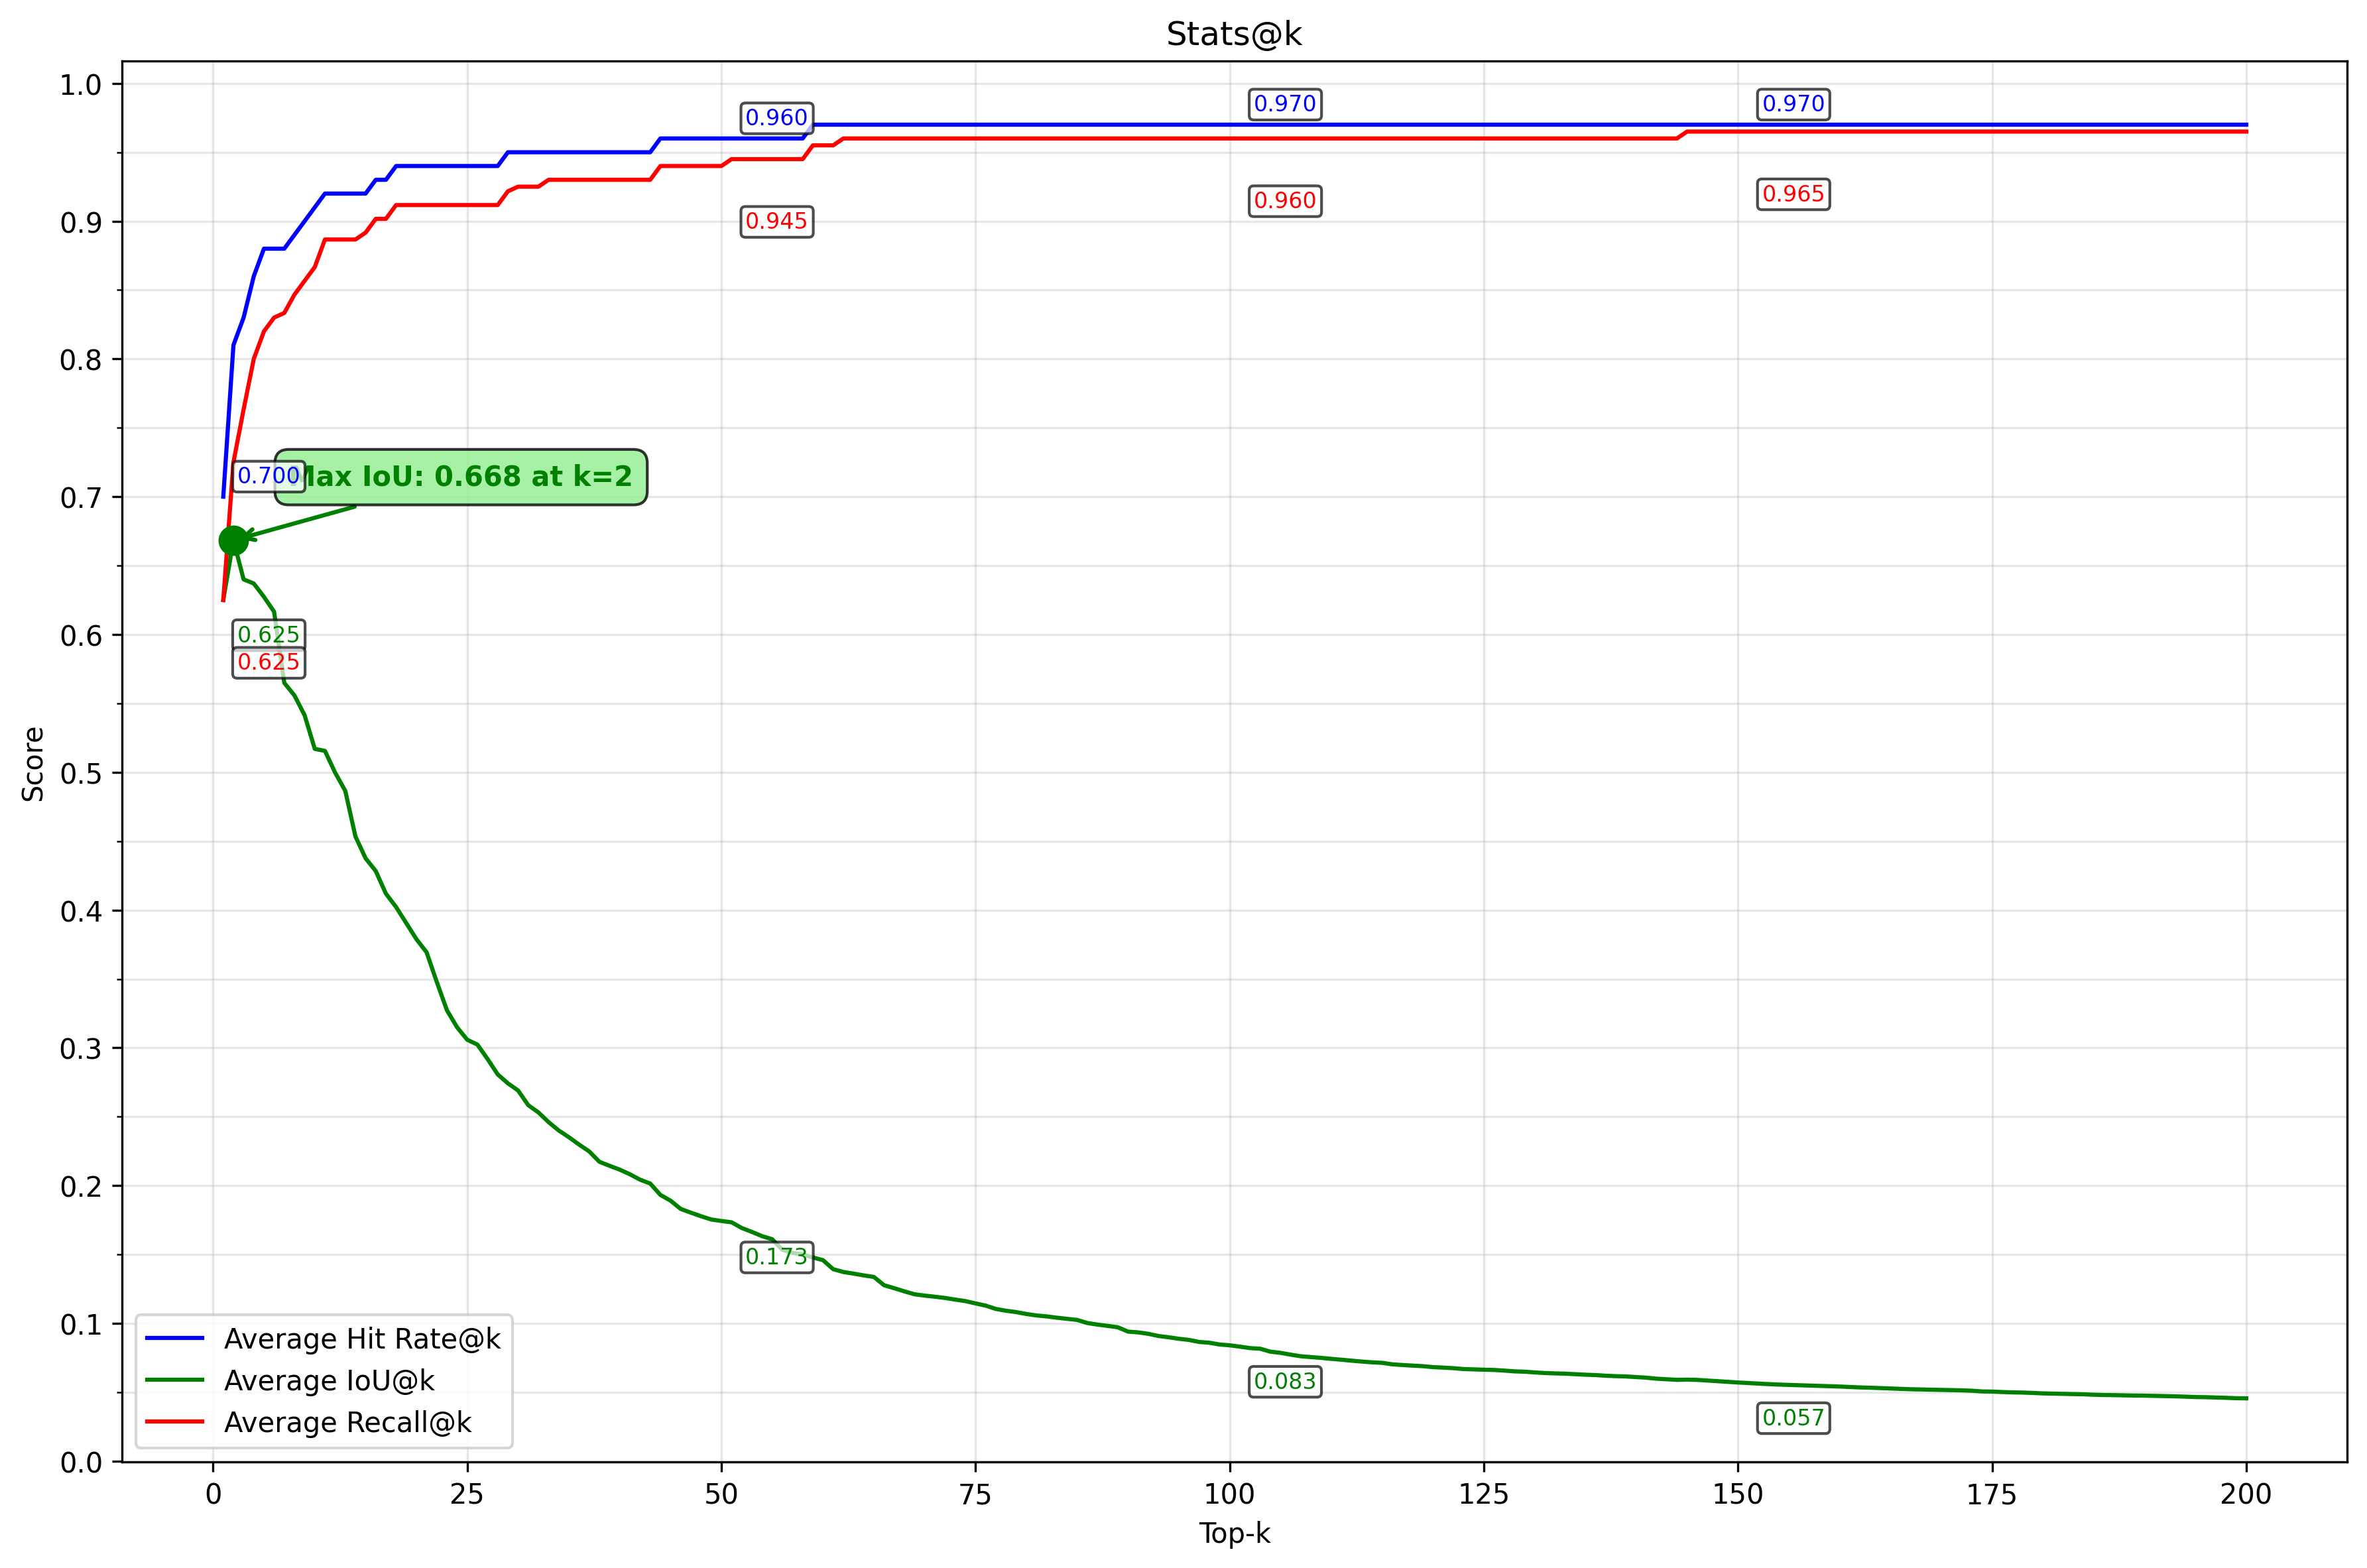 Stats@k
1.0
0.9
0.8
0.7
0.6
0.5
0.4
0.3
0.2
0.1
0.0
Score
0.960
0.970
0.970
0.945
0.960
0.965
0.700
Max IoU: 0.668 at k=2
0.625
0.625
0.173
0.083
0.057
Average Hit Rate@k
Average IoU@k
Average Recall@k
0 25 50 75 100 125 150 175 200
Top-k